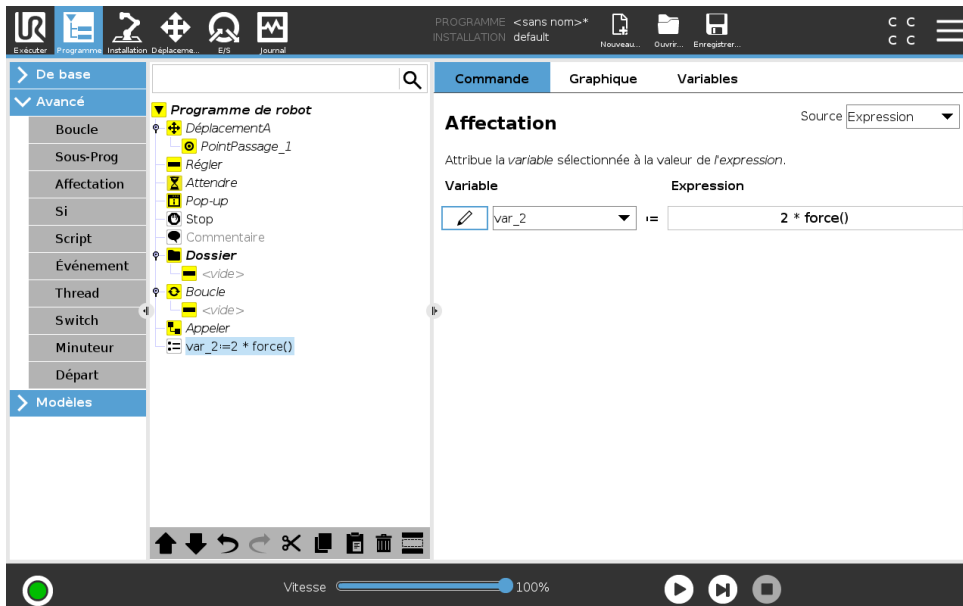 PROGRAMME <sans nom>*
INSTALLATION default
UR
Exécuter Programme Installation Déplaceme... E/S Journal
Nouveau... Ouvrir... Enregistrer...
C C
C C
De base
Avancé
Boucle
Sous-Prog
Affectation
Si
Script
Événement
Thread
Switch
Minuteur
Départ
Modèles
Programme de robot
DéplacementA
PointPassage_1
Régler
Attendre
Pop-up
Stop
Commentaire
Dossier
<vide>
Boucle
<vide>
Appeler
var_2:=2 * force()
Commande Graphique Variables
Affectation
Source Expression
Attribue la variable sélectionnée à la valeur de l'expression.
Variable Expression
var_2 := 2 * force()
Vitesse 100%